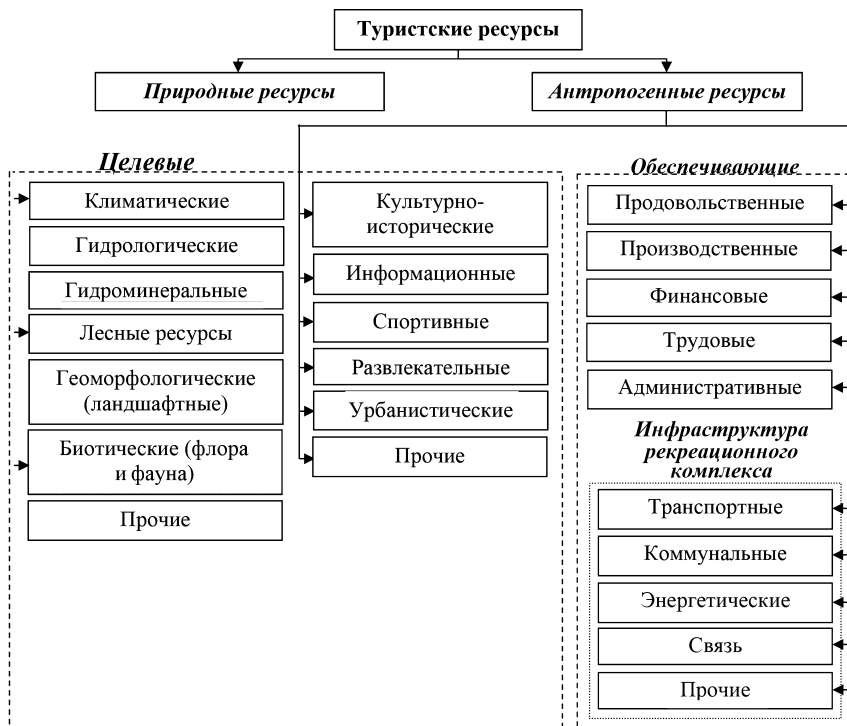 Туристские ресурсы
Природные ресурсы
Антропогенные ресурсы
Целевые
Климатические
Гидрологические
Гидроминеральные
Лесные ресурсы
Геоморфологические
(ландшафтные)
Биотические (флора
и фауна)
Прочие
Культурно-
исторические
Информационные
Спортивные
Развлекательные
Урбанистические
Прочие
Обеспечивающие
Продовольственные
Производственные
Финансовые
Трудовые
Административные
Инфраструктура
рекреационного
комплекса
Транспортные
Коммунальные
Энергетические
Связь
Прочие